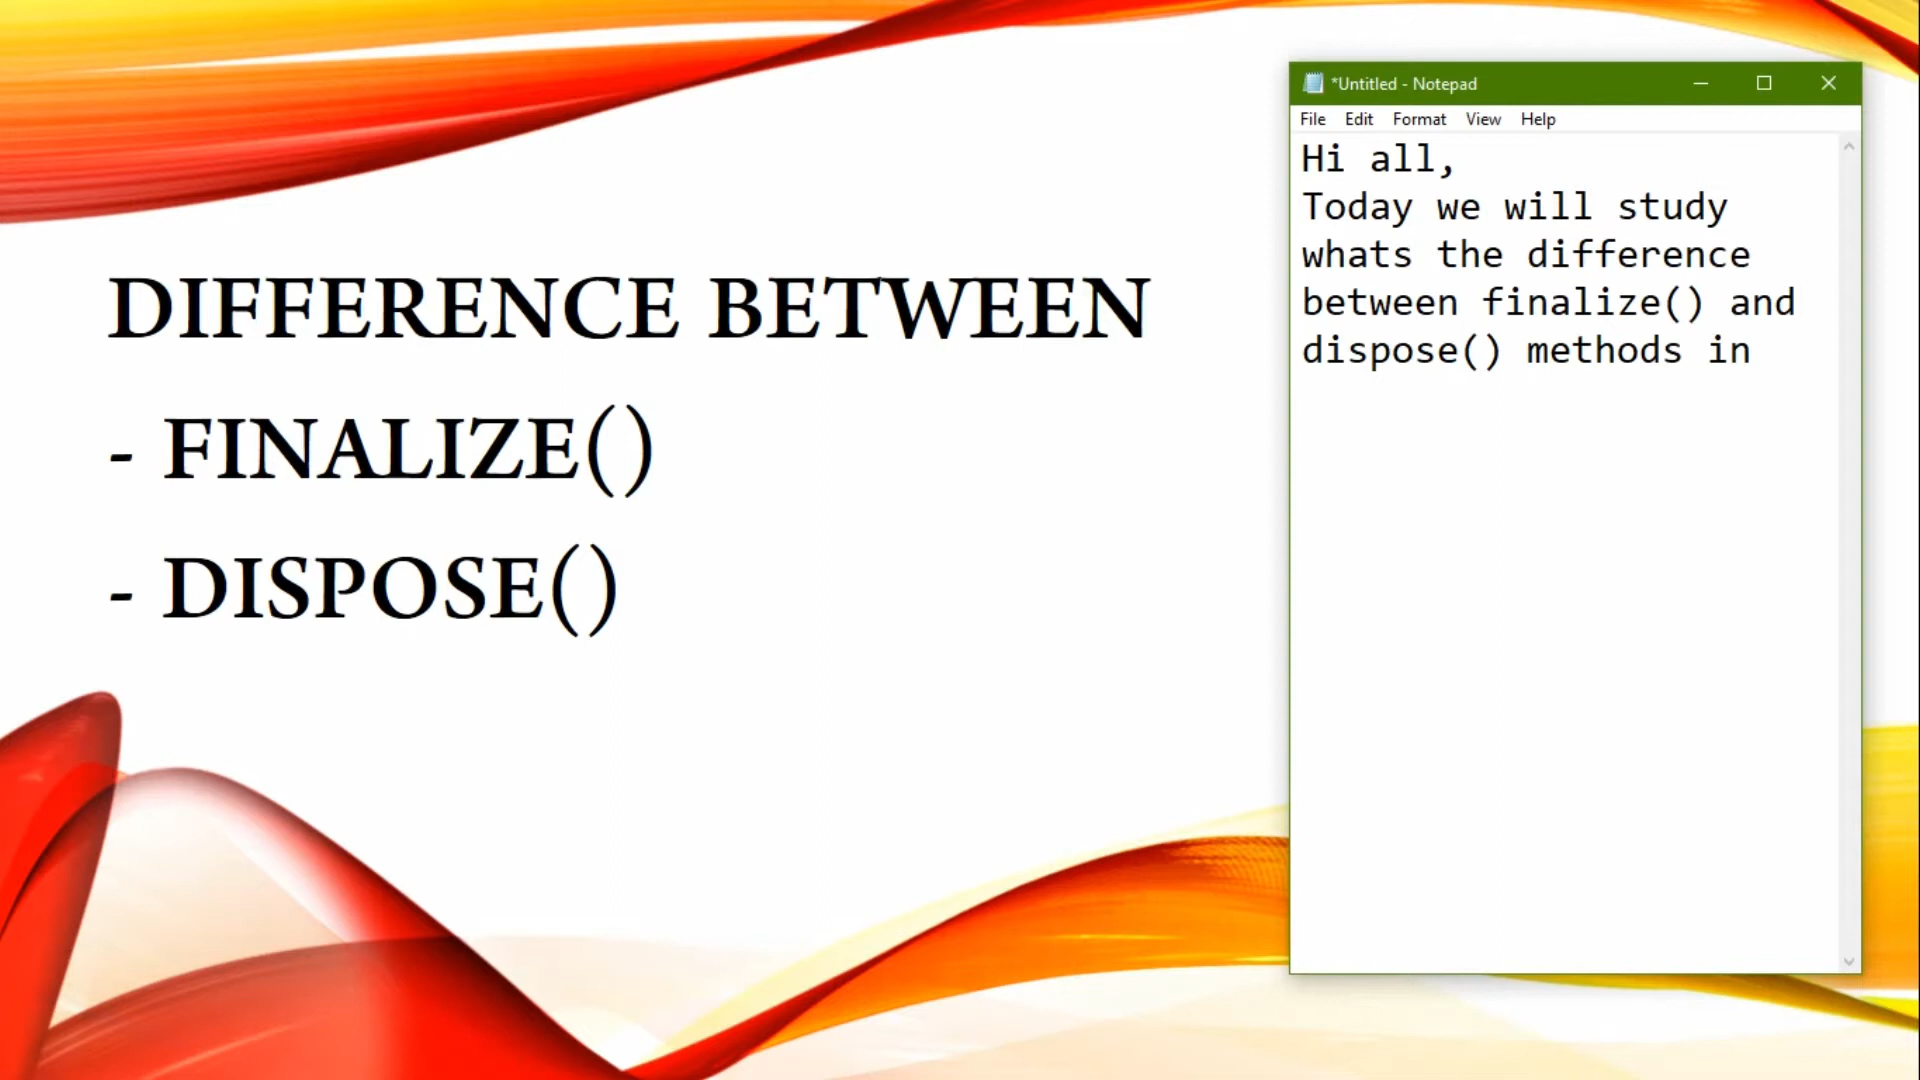 DIFFERENCE BETWEEN
- FINALIZE()
- DISPOSE()
*Untitled - Notepad
File Edit Format View Help
Hi all,
Today we will study
whats the difference
between finalize() and
dispose() methods in